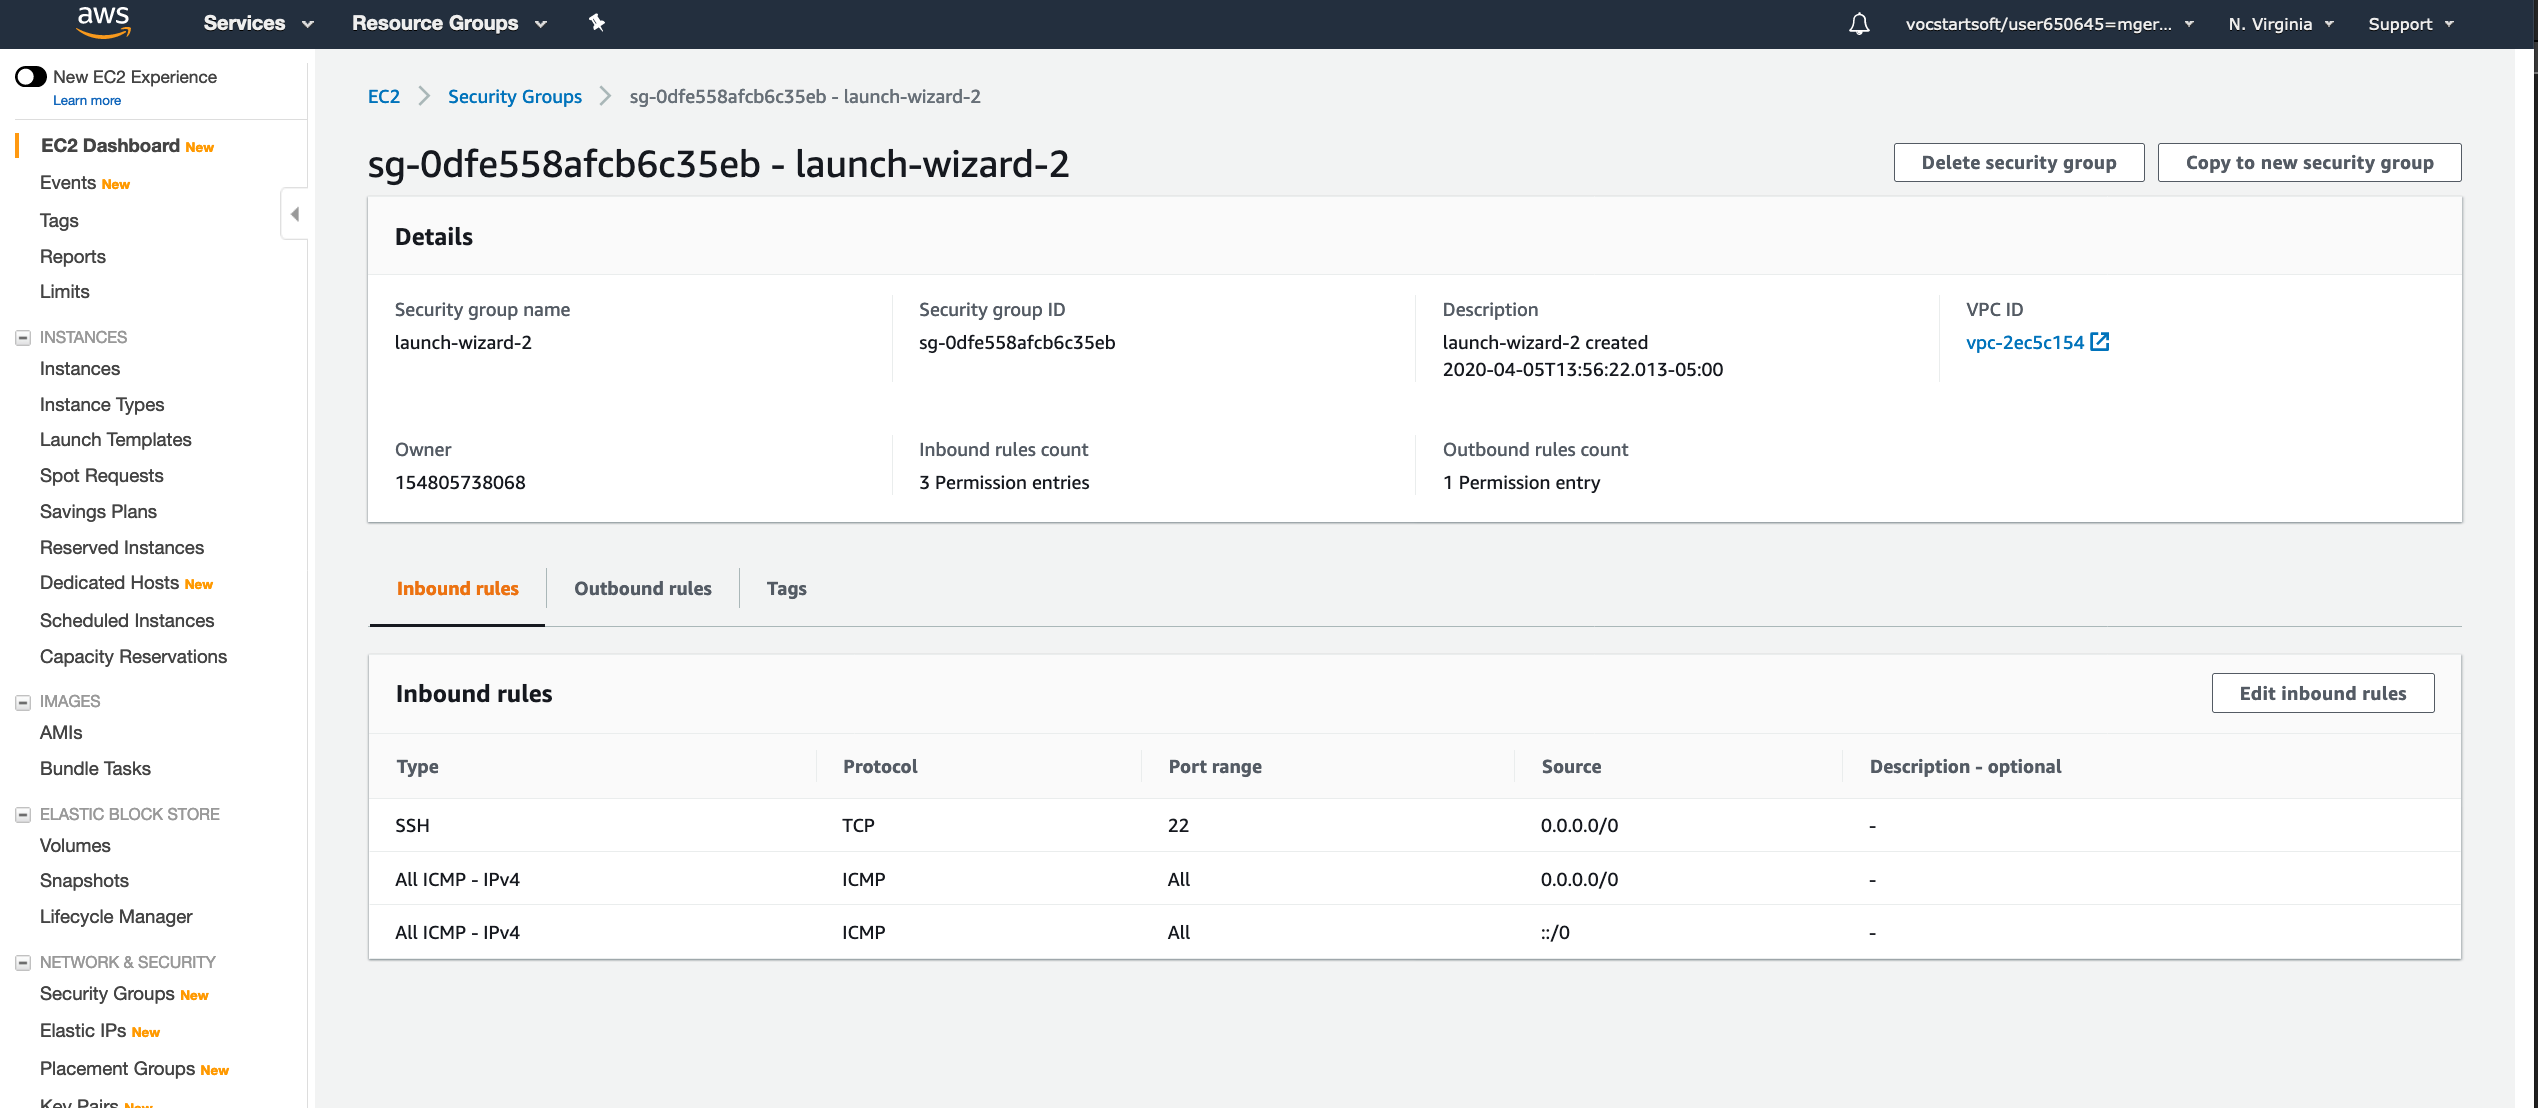 aws
Services
Resource Groups
vocstartsoft/user650645=mger...
N. Virginia
Support
New EC2 Experience
Learn more
EC2 Dashboard New
Events New
Tags
Reports
Limits
INSTANCES
Instances
Instance Types
Launch Templates
Spot Requests
Savings Plans
Reserved Instances
Dedicated Hosts New
Scheduled Instances
Capacity Reservations
IMAGES
AMIs
Bundle Tasks
ELASTIC BLOCK STORE
Volumes
Snapshots
Lifecycle Manager
NETWORK & SECURITY
Security Groups New
Elastic IPs New
Placement Groups New
Key Pairs New
EC2 Security Groups sg-0dfe558afcb6c35eb - launch-wizard-2
sg-0dfe558afcb6c35eb - launch-wizard-2
Delete security group
Copy to new security group
Details
Security group name
launch-wizard-2
Security group ID
sg-0dfe558afcb6c35eb
Description
launch-wizard-2 created
2020-04-05T13:56:22.013-05:00
VPC ID
vpc-2ec5c154
Owner
154805738068
Inbound rules count
3 Permission entries
Outbound rules count
1 Permission entry
Inbound rules
Outbound rules
Tags
Inbound rules
Edit inbound rules
Type Protocol Port range Source Description - optional
SSH TCP 22 0.0.0.0/0 -
All ICMP - IPv4 ICMP All 0.0.0.0/0 -
All ICMP - IPv4 ICMP All ::/0 -